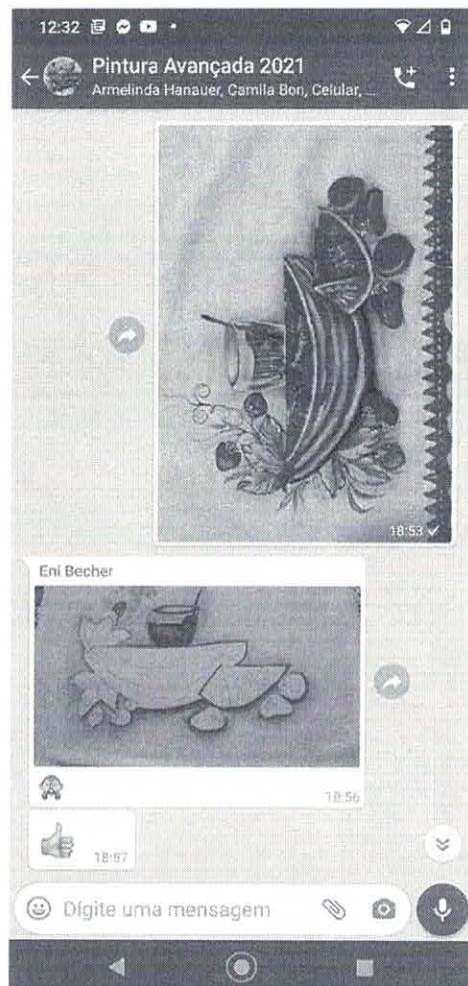 12:32
Pintura Avançada 2021
Armelinda Hanauer, Camila Bon, Celular, ...
18:53
Eni Becher
18:56
18:57
Digite uma mensagem